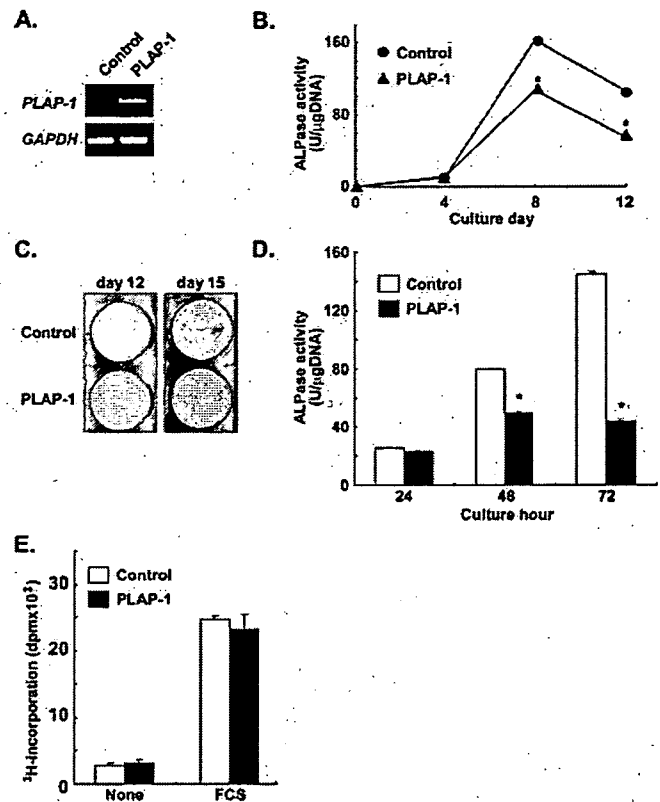 A.
Control
PLAP-1
PLAP-1
GAPDH
B.
ALPase activity
(U/µgDNA)
160
80
0
Control
PLAP-1
*
*
0 4 8 12
Culture day
C.
day 12 day 15
Control
PLAP-1
D.
ALPase activity
(U/µgDNA)
160
80
40
0
Control
PLAP-1
*
*
24 48 72
Culture hour
E.
³H-incorporation (dpmx10³)
30
20
10
0
Control
PLAP-1
None FCS